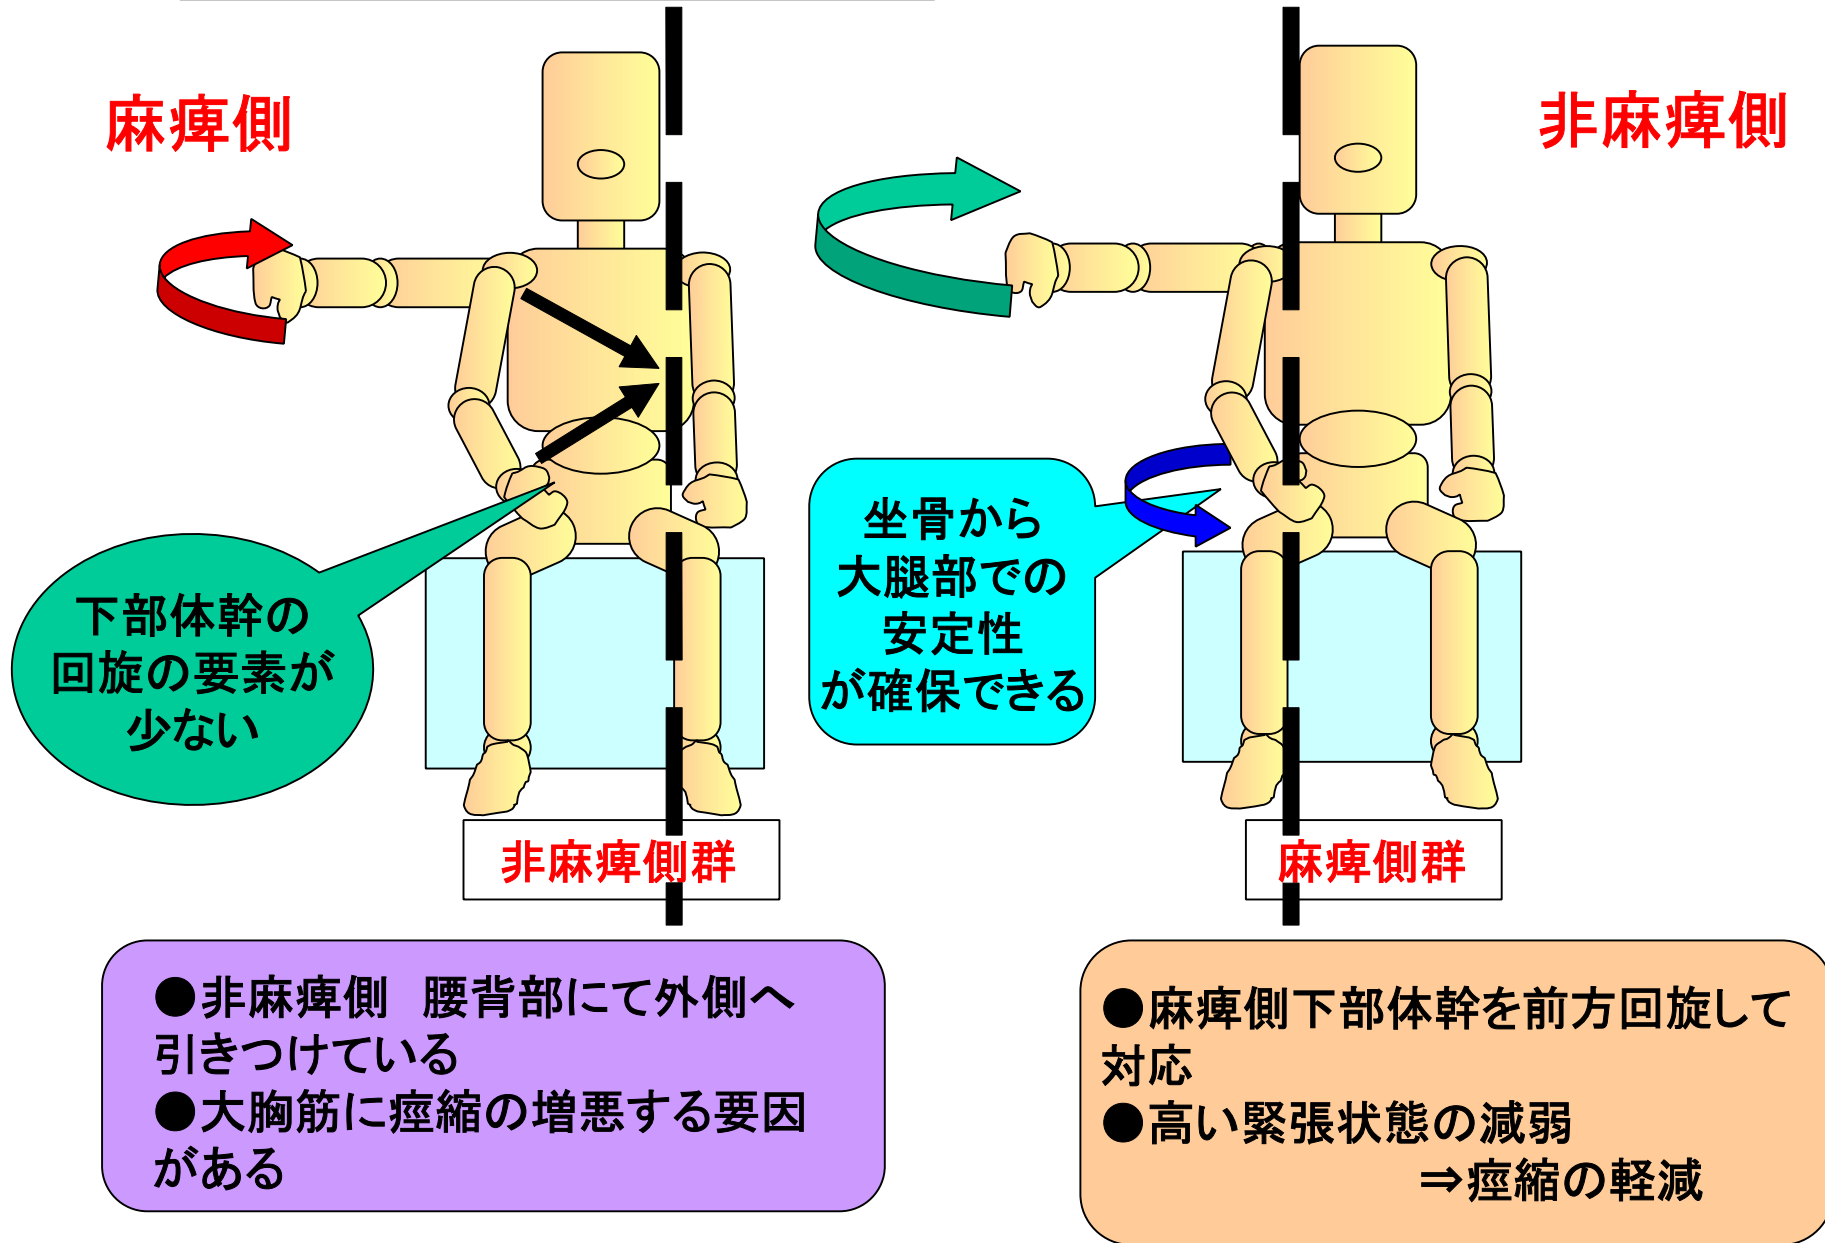 麻痺側
非麻痺側
下部体幹の
回旋の要素が
少ない
坐骨から
大腿部での
安定性
が確保できる
非麻痺側群
麻痺側群
●非麻痺側　腰背部にて外側へ
引きつけている
●大胸筋に痙縮の増悪する要因
がある
●麻痺側下部体幹を前方回旋して
対応
●高い緊張状態の減弱
⇒痙縮の軽減